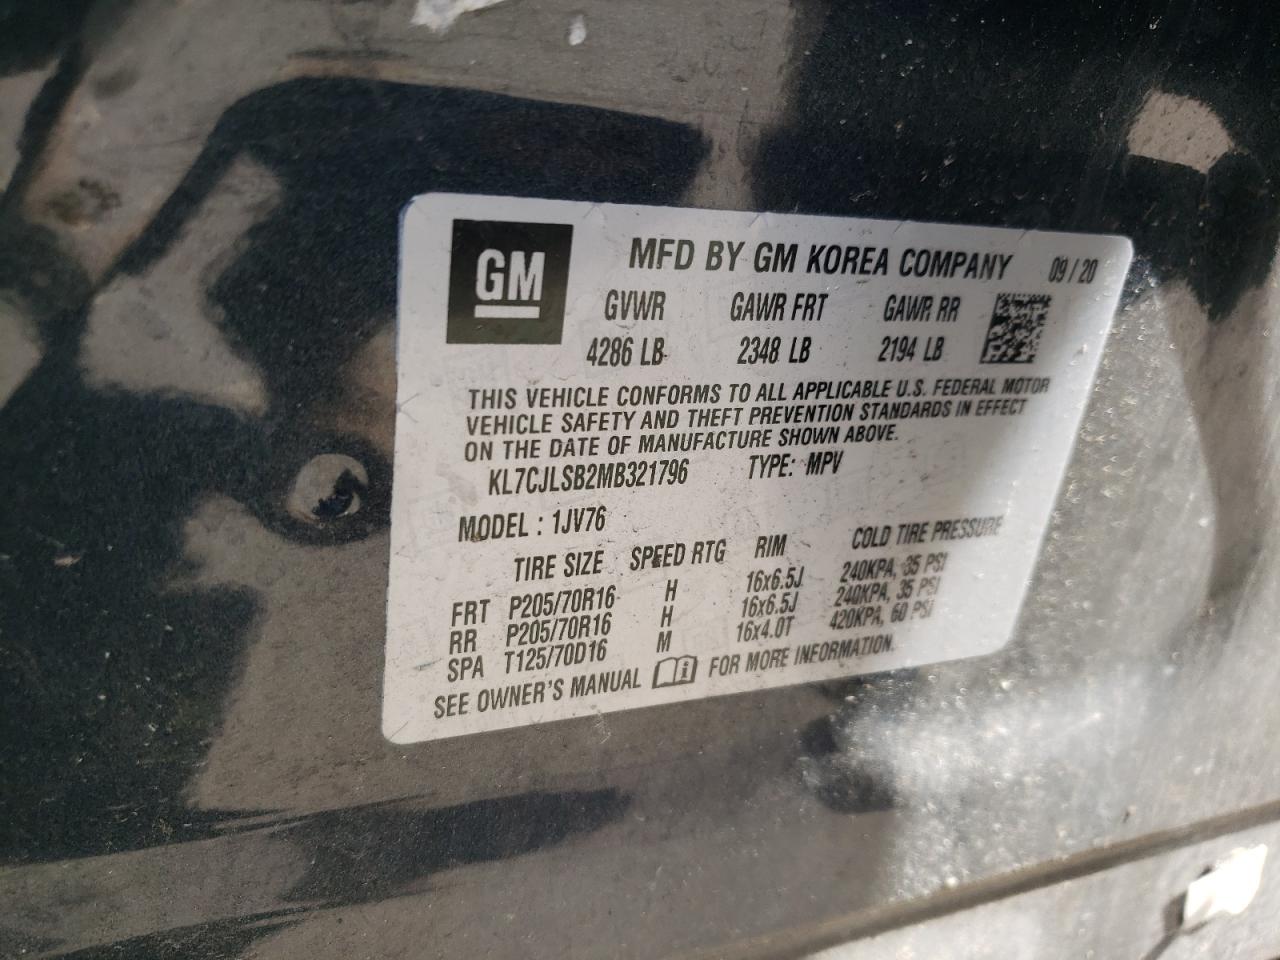 GM
MFD BY GM KOREA COMPANY 09/20
GVWR GAWR FRT GAWR RR
4286 LB 2348 LB 2194 LB
THIS VEHICLE CONFORMS TO ALL APPLICABLE U.S. FEDERAL MOTOR
VEHICLE SAFETY AND THEFT PREVENTION STANDARDS IN EFFECT
ON THE DATE OF MANUFACTURE SHOWN ABOVE.
KL7CJLSB2MB321796 TYPE: MPV
MODEL : 1JV76
TIRE SIZE SPEED RTG RIM COLD TIRE PRESSURE
FRT P205/70R16 H 16x6.5J 240KPA, 35 PSI
RR P205/70R16 H 16x6.5J 240KPA, 35 PSI
SPA T125/70D16 M 16x4.0T 420KPA, 60 PSI
SEE OWNER'S MANUAL FOR MORE INFORMATION.